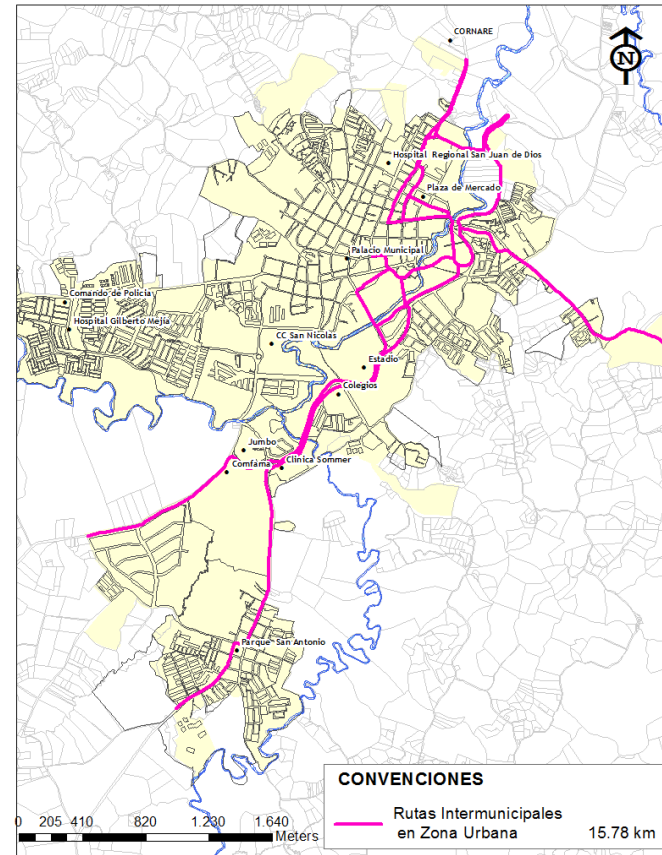 CORNARE
N
Hospital Regional San Juan de Dios
Plaza de Mercado
Palacio Municipal
Comando de Policía
Hospital Gilberto Mejía
CC San Nicolas
Estadio
Colegios
Jumbo
Clinica Sommer
Comfama
Parque San Antonio
CONVENCIONES
Rutas Intermunicipales
en Zona Urbana 15.78 km
0 205 410 820 1.230 1.640
Meters